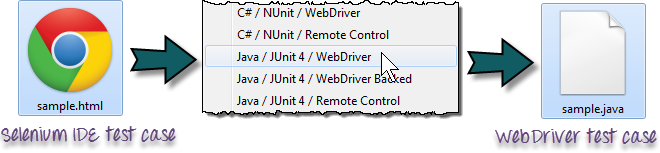 sample.html
Selenium IDE test case
C# / NUnit / WebDriver
C# / NUnit / Remote Control
Java / JUnit 4 / WebDriver
Java / JUnit 4 / WebDriver Backed
Java / JUnit 4 / Remote Control
sample.java
WebDriver test case